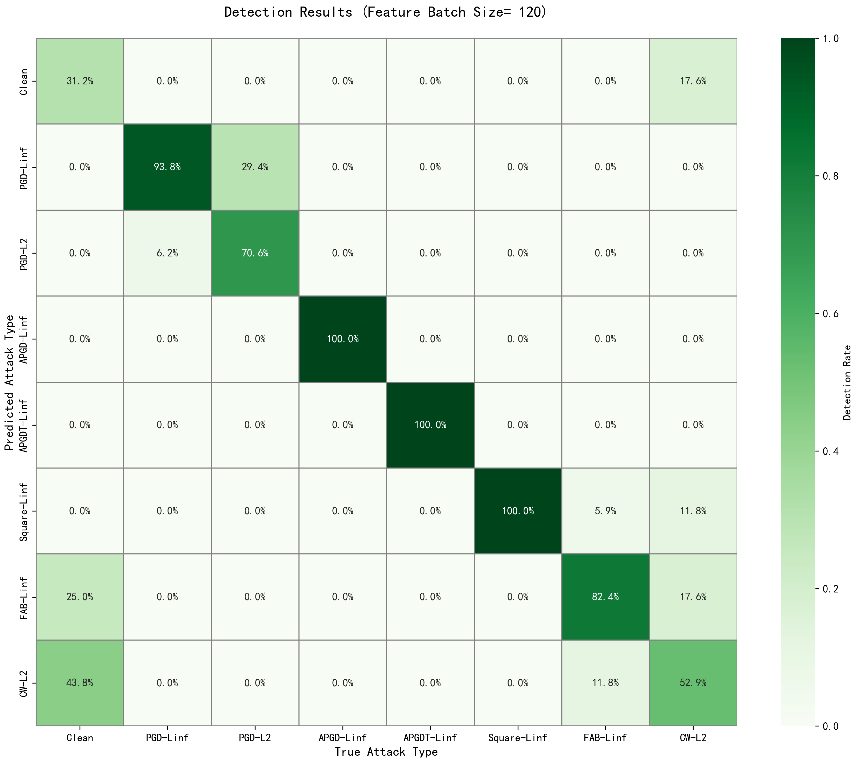 Detection Results (Feature Batch Size= 120)
Predicted Attack Type
Clean 31.2% 0.0% 0.0% 0.0% 0.0% 0.0% 0.0% 17.6%
PGD-Linf 0.0% 93.8% 29.4% 0.0% 0.0% 0.0% 0.0% 0.0%
PGD-L2 0.0% 6.2% 70.6% 0.0% 0.0% 0.0% 0.0% 0.0%
APGD-Linf 0.0% 0.0% 0.0% 100.0% 0.0% 0.0% 0.0% 0.0%
APGDT-Linf 0.0% 0.0% 0.0% 0.0% 100.0% 0.0% 0.0% 0.0%
Square-Linf 0.0% 0.0% 0.0% 0.0% 0.0% 100.0% 5.9% 11.8%
FAB-Linf 25.0% 0.0% 0.0% 0.0% 0.0% 0.0% 82.4% 17.6%
CW-L2 43.8% 0.0% 0.0% 0.0% 0.0% 0.0% 11.8% 52.9%
Clean PGD-Linf PGD-L2 APGD-Linf APGDT-Linf Square-Linf FAB-Linf CW-L2
True Attack Type
1.0
0.8
0.6
0.4
0.2
0.0
Detection Rate